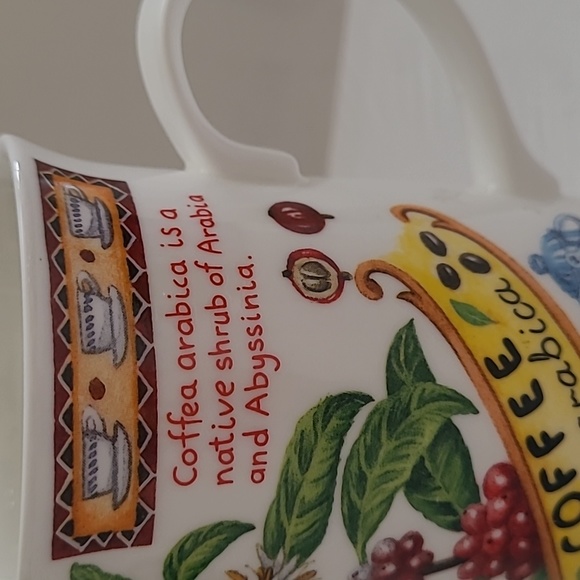 Coffea arabica is a
native shrub of Arabia
and Abyssinia.
COFFEE
arabica